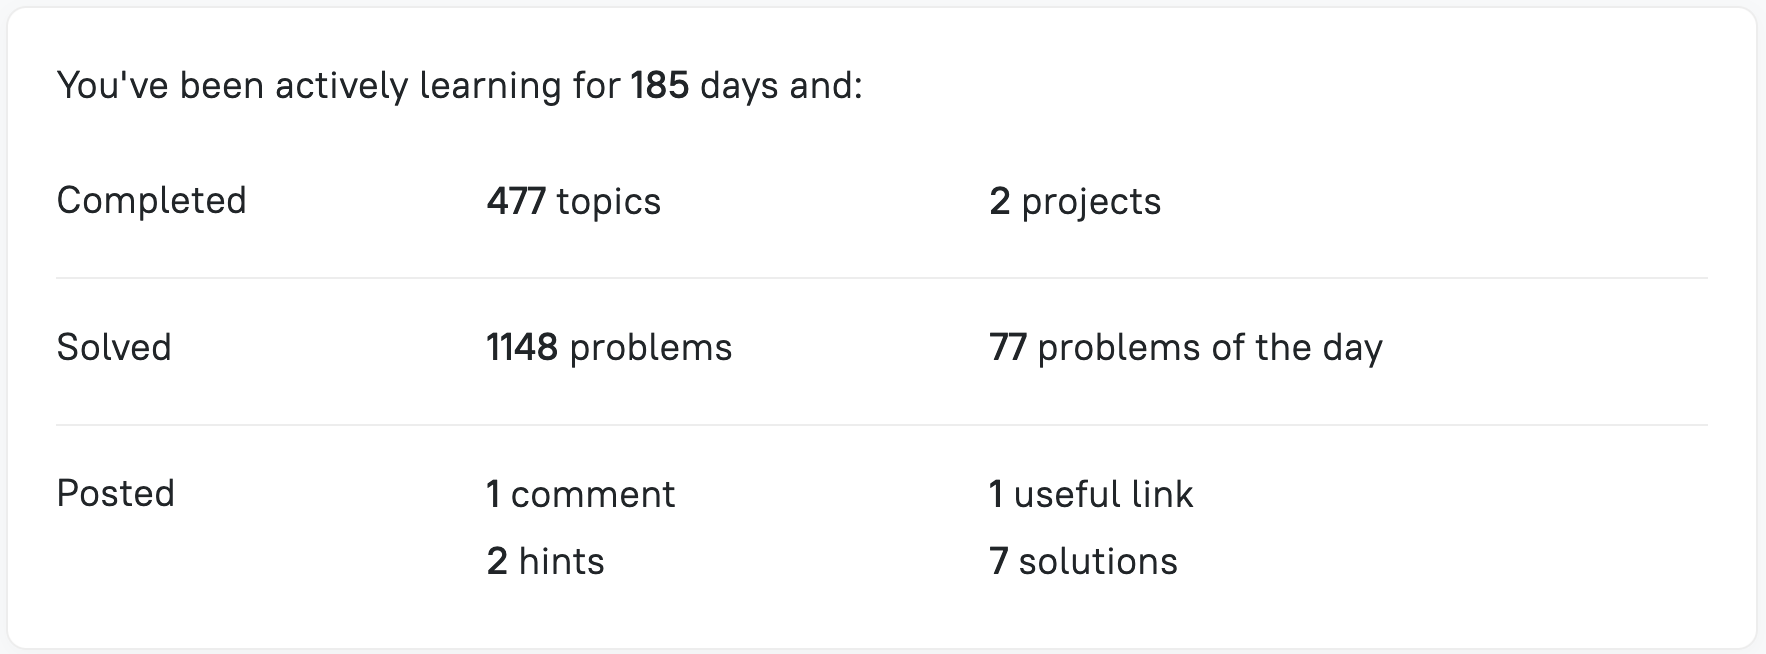 You've been actively learning for 185 days and:
Completed 477 topics 2 projects
Solved 1148 problems 77 problems of the day
Posted 1 comment 1 useful link
2 hints 7 solutions